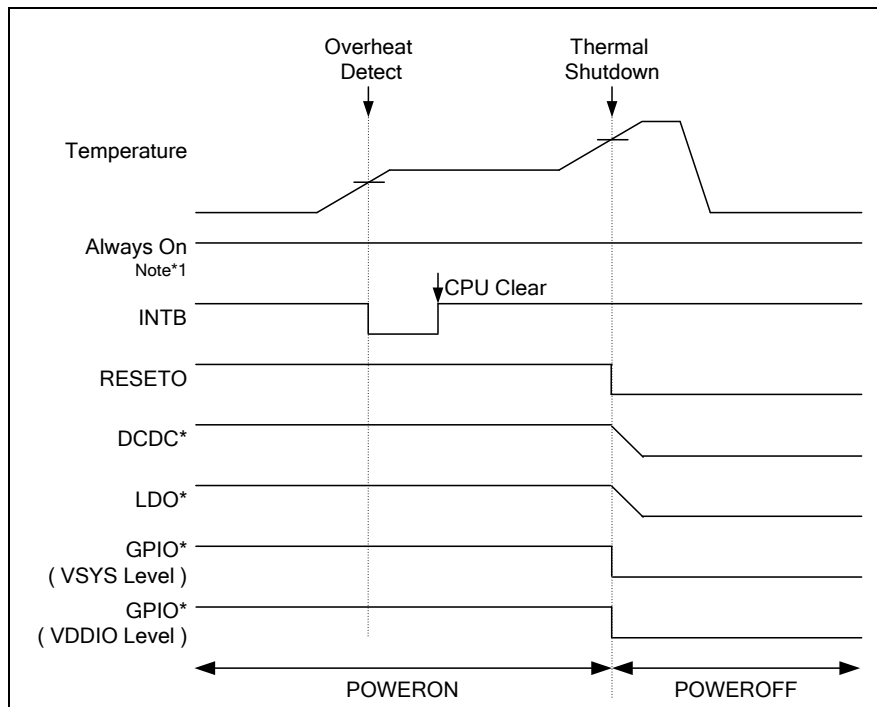 Overheat
Detect
Thermal
Shutdown
Temperature
Always On
Note*1
CPU Clear
INTB
RESETO
DCDC*
LDO*
GPIO*
( VSYS Level )
GPIO*
( VDDIO Level )
POWERON
POWEROFF